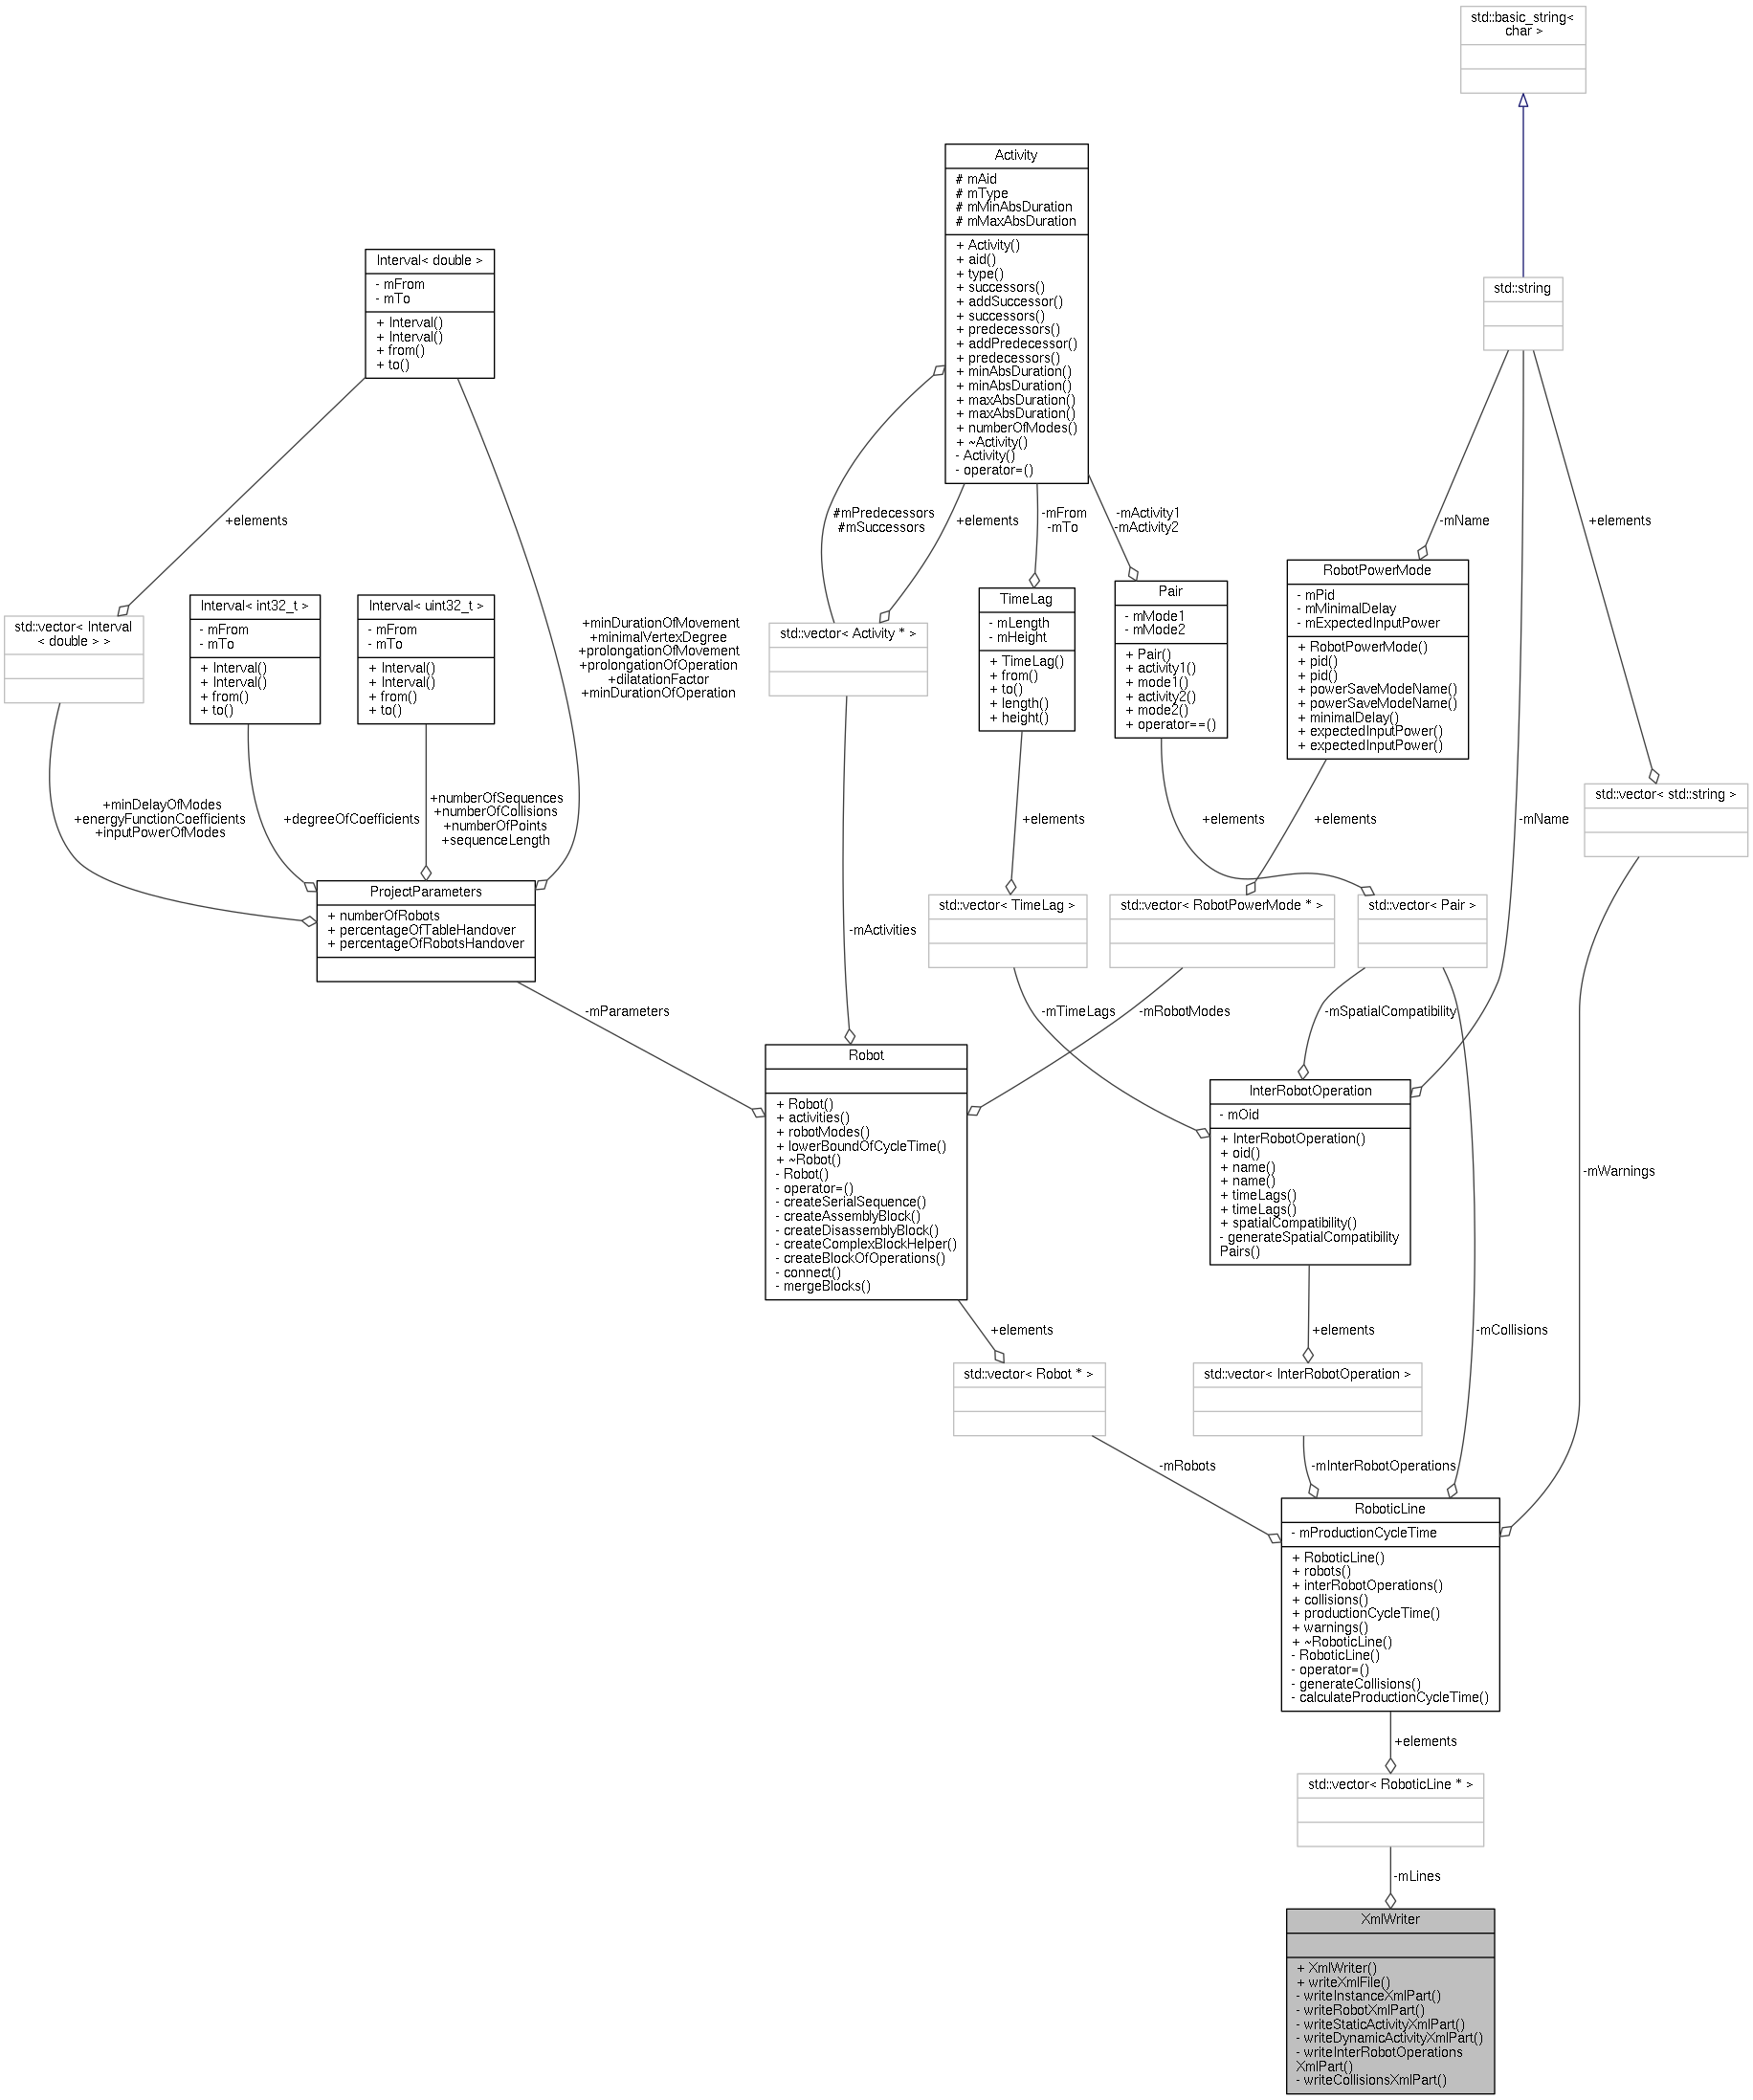 std::basic_string<
char >
Activity
# mAid
# mType
# mMinAbsDuration
# mMaxAbsDuration
+ Activity()
+ aid()
+ type()
+ successors()
+ addSuccessor()
+ successors()
+ predecessors()
+ addPredecessor()
+ predecessors()
+ minAbsDuration()
+ minAbsDuration()
+ maxAbsDuration()
+ maxAbsDuration()
+ numberOfModes()
+ ~Activity()
- Activity()
- operator=()
Interval< double >
- mFrom
- mTo
+ Interval()
+ Interval()
+ from()
+ to()
std::string
+elements
#mPredecessors
#mSuccessors
+elements
-mFrom
-mTo
-mActivity1
-mActivity2
-mName
+elements
std::vector< Interval
< double > >
Interval< int32_t >
- mFrom
- mTo
+ Interval()
+ Interval()
+ from()
+ to()
Interval< uint32_t >
- mFrom
- mTo
+ Interval()
+ Interval()
+ from()
+ to()
+minDurationOfMovement
+minimalVertexDegree
+prolongationOfMovement
+prolongationOfOperation
+dilatationFactor
+minDurationOfOperation
std::vector< Activity * >
TimeLag
- mLength
- mHeight
+ TimeLag()
+ from()
+ to()
+ length()
+ height()
Pair
- mMode1
- mMode2
+ Pair()
+ activity1()
+ mode1()
+ activity2()
+ mode2()
+ operator==()
RobotPowerMode
- mPid
- mMinimalDelay
- mExpectedInputPower
+ RobotPowerMode()
+ pid()
+ pid()
+ powerSaveModeName()
+ powerSaveModeName()
+ minimalDelay()
+ expectedInputPower()
+ expectedInputPower()
std::vector< std::string >
+minDelayOfModes
+energyFunctionCoefficients
+inputPowerOfModes
+degreeOfCoefficients
+numberOfSequences
+numberOfCollisions
+numberOfPoints
+sequenceLength
+elements
+elements
+elements
-mName
ProjectParameters
+ numberOfRobots
+ percentageOfTableHandover
+ percentageOfRobotsHandover
-mActivities
std::vector< TimeLag >
std::vector< RobotPowerMode * >
std::vector< Pair >
-mParameters
-mTimeLags
-mRobotModes
-mSpatialCompatibility
Robot
+ Robot()
+ activities()
+ robotModes()
+ lowerBoundOfCycleTime()
+ ~Robot()
- Robot()
- operator=()
- createSerialSequence()
- createAssemblyBlock()
- createDisassemblyBlock()
- createComplexBlockHelper()
- createBlockOfOperations()
- connect()
- mergeBlocks()
InterRobotOperation
- mOid
+ InterRobotOperation()
+ oid()
+ name()
+ name()
+ timeLags()
+ timeLags()
+ spatialCompatibility()
- generateSpatialCompatibility
Pairs()
-mWarnings
+elements
+elements
-mCollisions
std::vector< Robot * >
std::vector< InterRobotOperation >
-mRobots
-mInterRobotOperations
RoboticLine
- mProductionCycleTime
+ RoboticLine()
+ robots()
+ interRobotOperations()
+ collisions()
+ productionCycleTime()
+ warnings()
+ ~RoboticLine()
- RoboticLine()
- operator=()
- generateCollisions()
- calculateProductionCycleTime()
+elements
std::vector< RoboticLine * >
-mLines
XmlWriter
+ XmlWriter()
+ writeXmlFile()
- writeInstanceXmlPart()
- writeRobotXmlPart()
- writeStaticActivityXmlPart()
- writeDynamicActivityXmlPart()
- writeInterRobotOperations
XmlPart()
- writeCollisionsXmlPart()